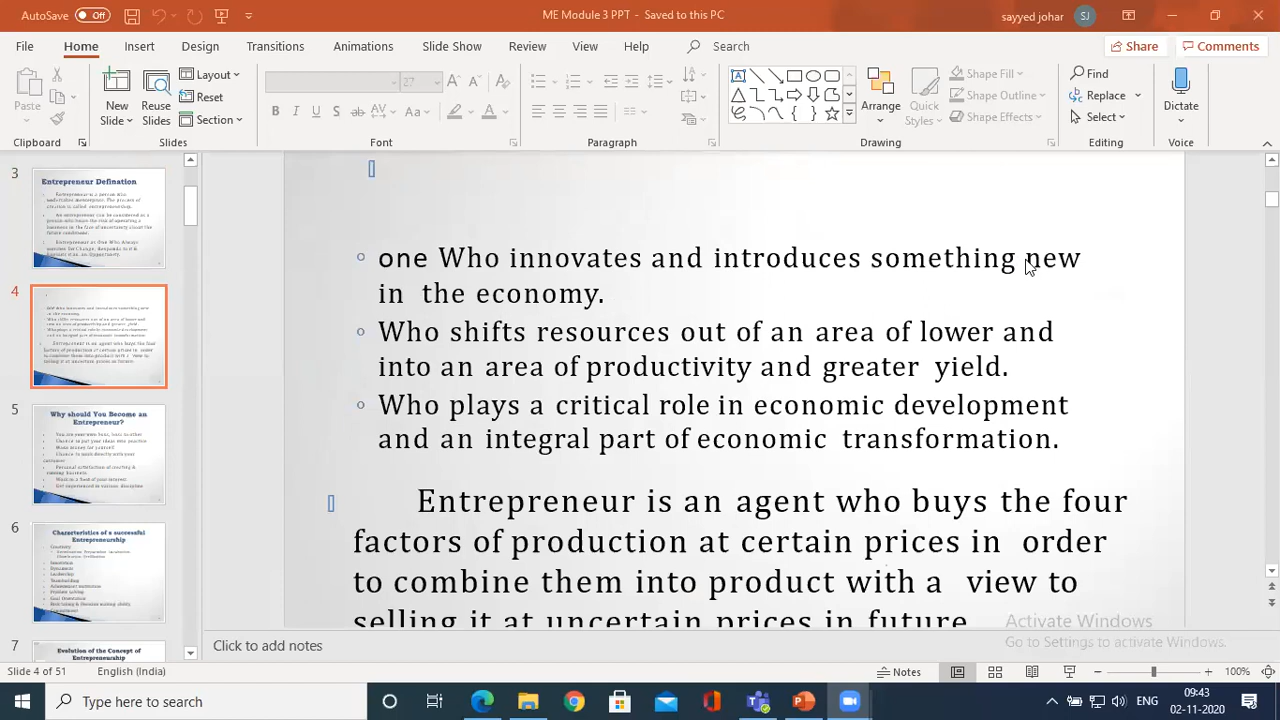 AutoSave Off ME Module 3 PPT - Saved to this PC sayyed johar SJ
File Home Insert Design Transitions Animations Slide Show Review View Help Search Share Comments
Paste New Slide Reuse Slides Layout Reset Section
27
B I U S ab AV Aa A
Arrange Quick Styles Shape Fill Shape Outline Shape Effects
Find Replace Select Dictate
Clipboard Slides Font Paragraph Drawing Editing Voice
3
Entrepreneur Defination
4
5
Why should You Become an
Entrepreneur?
6
Characteristics of a successful
Entrepreneurship
7
Evolution of the Concept of
Entrepreneurship
one Who innovates and introduces something new
in the economy.
Who shifts resources out of an area of lower and
into an area of productivity and greater yield.
Who plays a critical role in economic development
and an integral part of economic transformation.
Entrepreneur is an agent who buys the four
factors of production at certain prices in order
to combine them into product with a view to
selling it at uncertain prices in future
Activate Windows
Go to Settings to activate Windows.
Click to add notes
Slide 4 of 51 English (India) Notes 100%
Type here to search ENG 09:43
02-11-2020